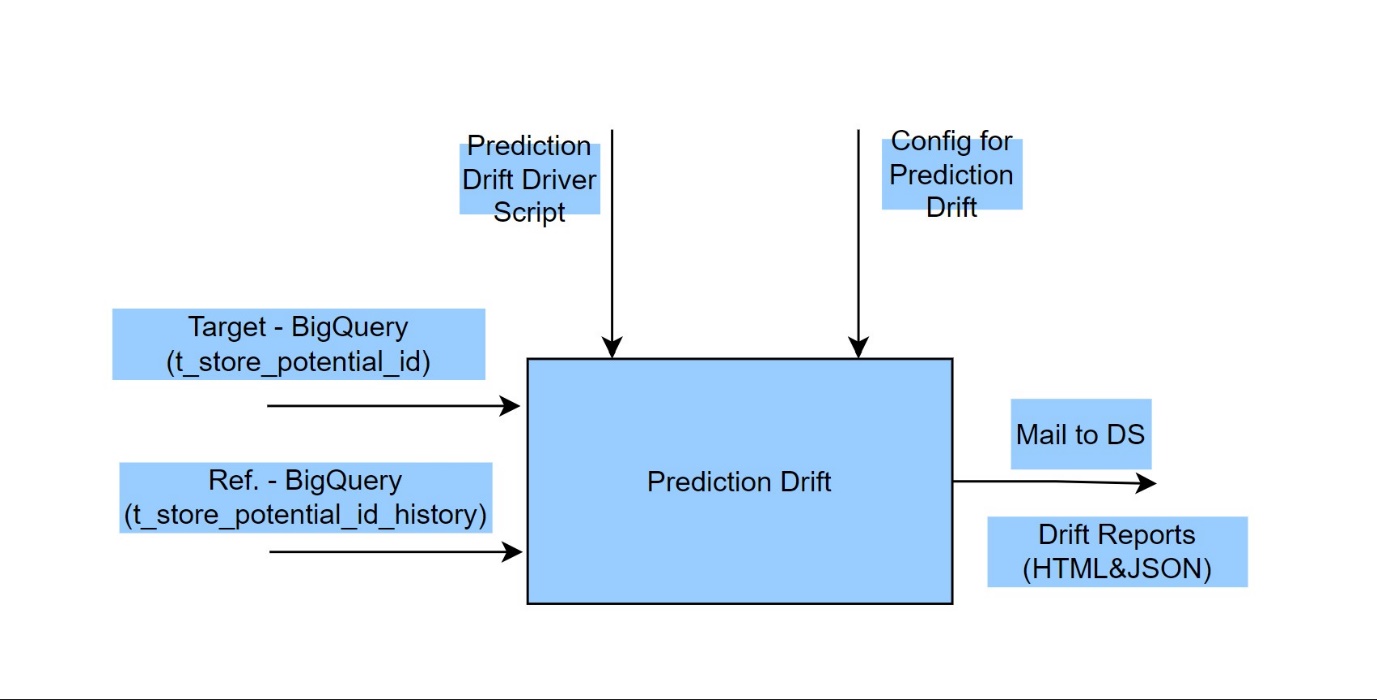 Prediction
Drift Driver
Script
Config for
Prediction
Drift
Target - BigQuery
(t_store_potential_id)
Ref. - BigQuery
(t_store_potential_id_history)
Prediction Drift
Mail to DS
Drift Reports
(HTML&JSON)